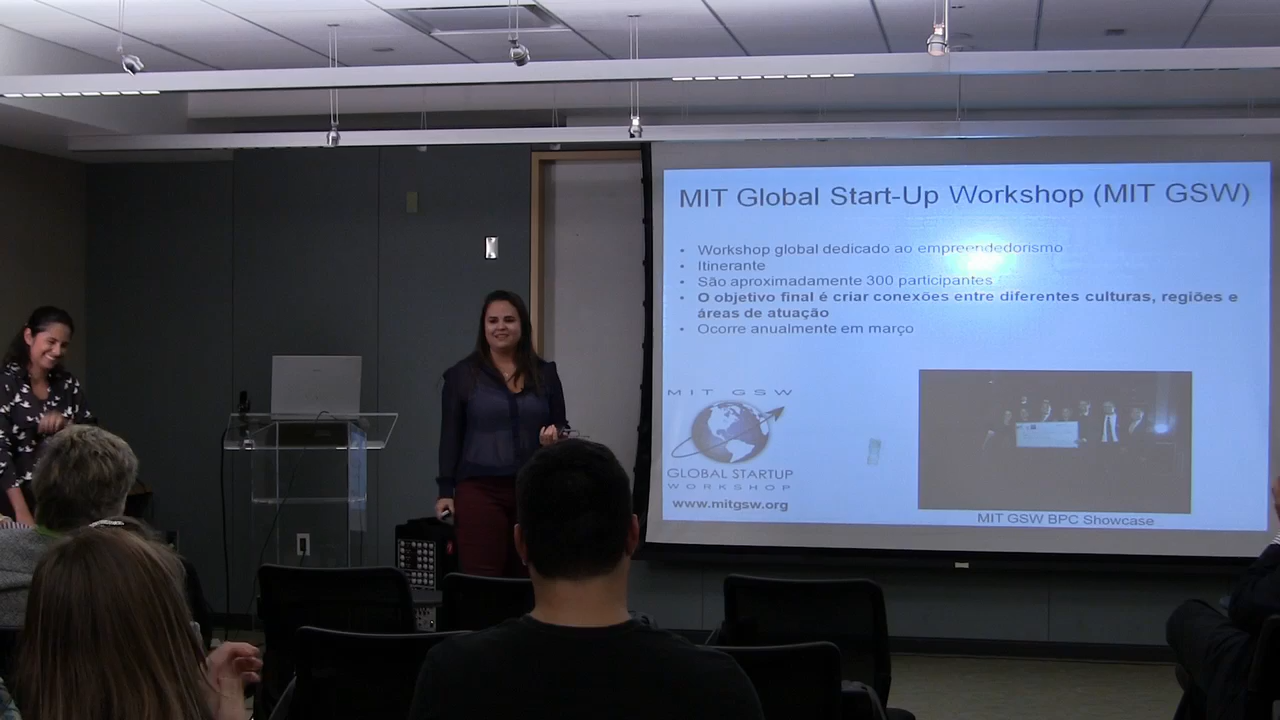 MIT Global Start-Up Workshop (MIT GSW)
• Workshop global dedicado ao empreendedorismo
• Itinerante
• São aproximadamente 300 participantes
• O objetivo final é criar conexões entre diferentes culturas, regiões e
áreas de atuação
• Ocorre anualmente em março
MIT GSW
GLOBAL STARTUP
WORKSHOP
www.mitgsw.org
MIT GSW BPC Showcase